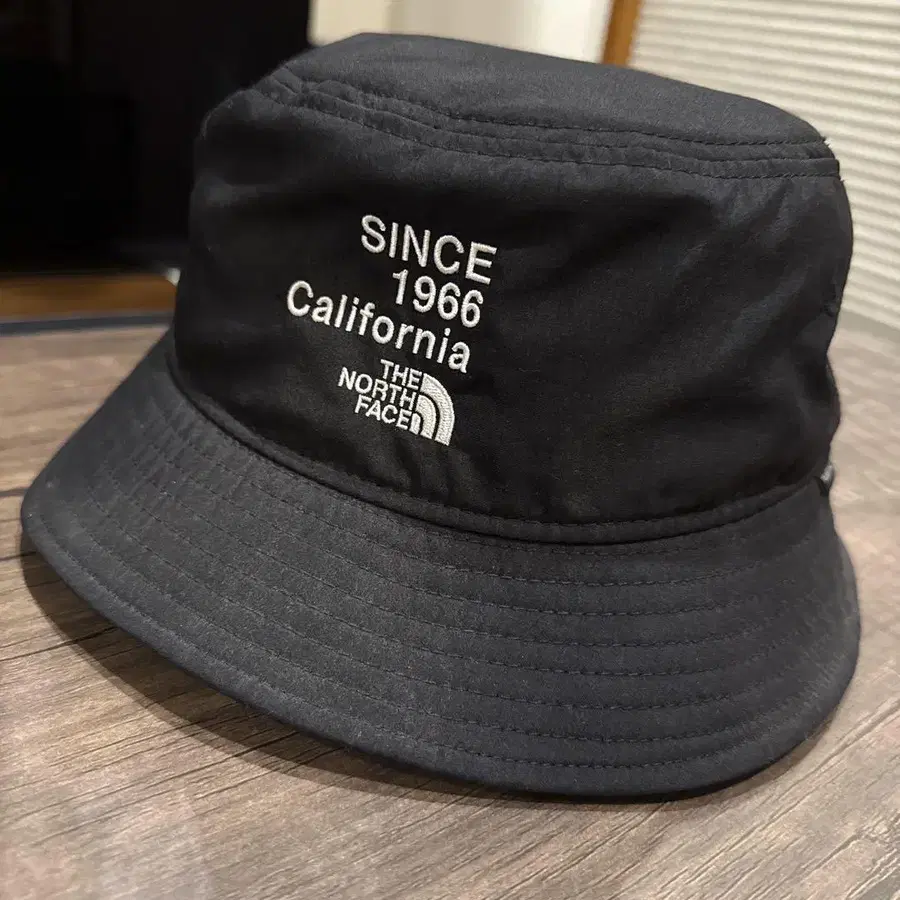 SINCE
1966
California
THE
NORTH
FACE